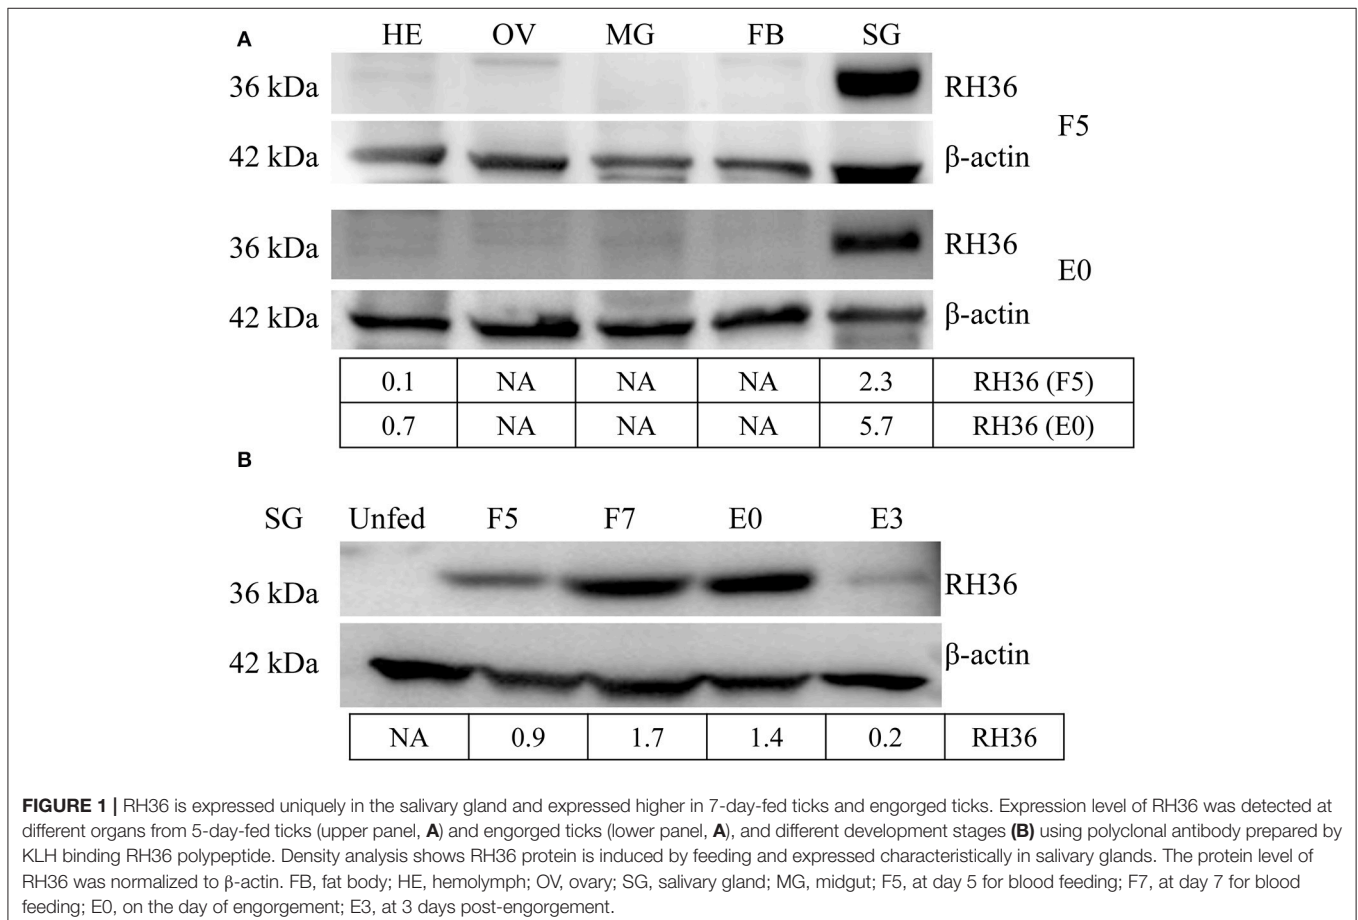 A
HE OV MG FB SG
36 kDa RH36
F5
42 kDa β-actin
36 kDa RH36
E0
42 kDa β-actin
0.1 NA NA NA 2.3 RH36 (F5)
0.7 NA NA NA 5.7 RH36 (E0)
B
SG Unfed F5 F7 E0 E3
36 kDa RH36
42 kDa β-actin
NA 0.9 1.7 1.4 0.2 RH36
FIGURE 1 | RH36 is expressed uniquely in the salivary gland and expressed higher in 7-day-fed ticks and engorged ticks. Expression level of RH36 was detected at
different organs from 5-day-fed ticks (upper panel, A) and engorged ticks (lower panel, A), and different development stages (B) using polyclonal antibody prepared by
KLH binding RH36 polypeptide. Density analysis shows RH36 protein is induced by feeding and expressed characteristically in salivary glands. The protein level of
RH36 was normalized to β-actin. FB, fat body; HE, hemolymph; OV, ovary; SG, salivary gland; MG, midgut; F5, at day 5 for blood feeding; F7, at day 7 for blood
feeding; E0, on the day of engorgement; E3, at 3 days post-engorgement.